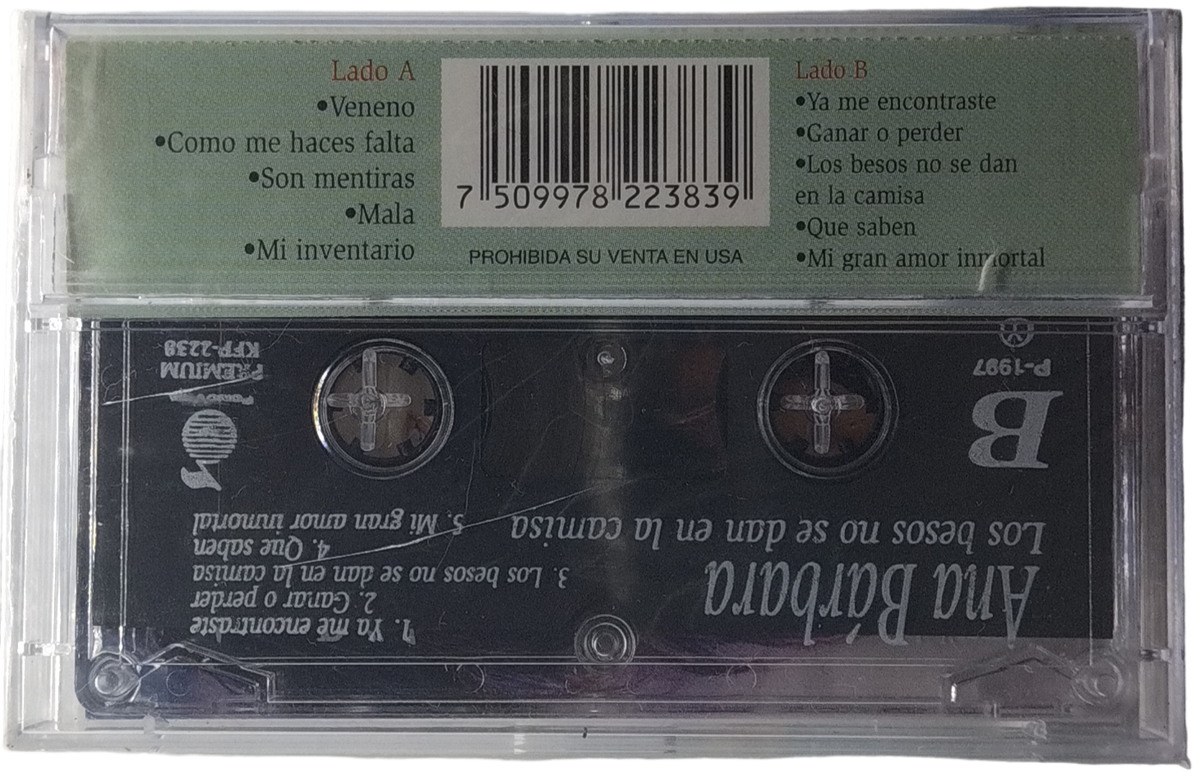 Lado A
•Veneno
•Como me haces falta
•Son mentiras
•Mala
•Mi inventario
7 509978 223839
PROHIBIDA SU VENTA EN USA
Lado B
•Ya me encontraste
•Ganar o perder
•Los besos no se dan
en la camisa
•Que saben
•Mi gran amor inmortal
Ana Bárbara
Los besos no se dan en la camisa
1. Ya me encontraste
2. Ganar o perder
3. Los besos no se dan en la camisa
4. Que saben
5. Mi gran amor inmortal
B
P-1997
PREMIUM
KFP-2238